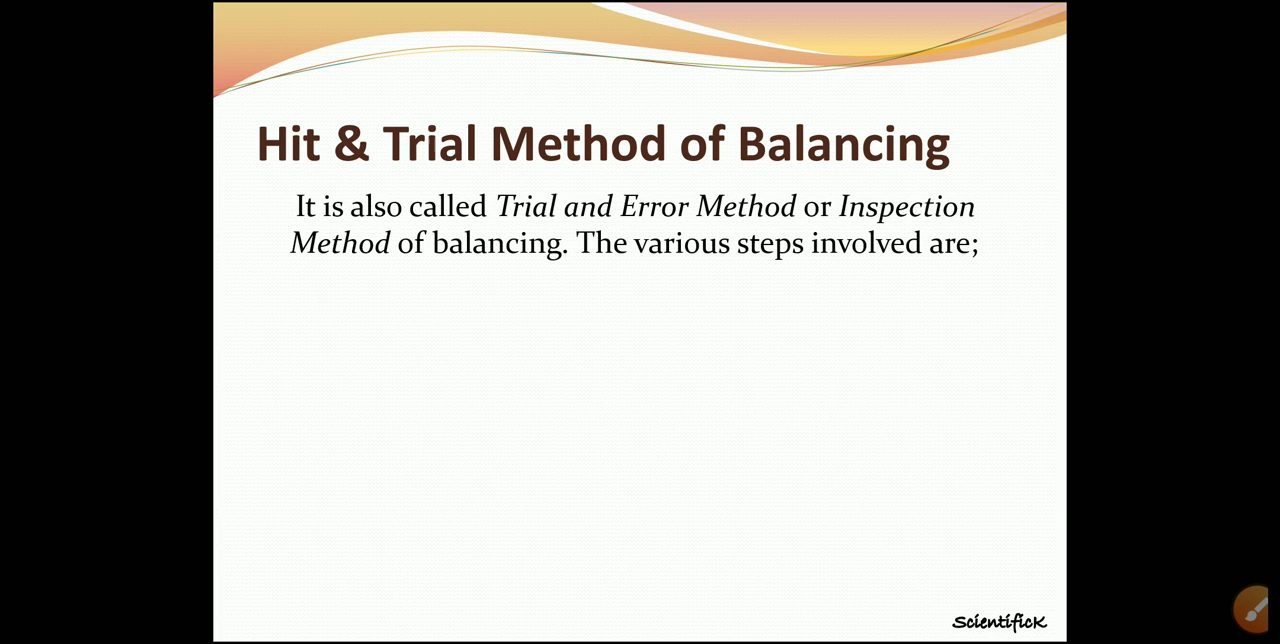 Hit & Trial Method of Balancing
It is also called Trial and Error Method or Inspection
Method of balancing. The various steps involved are;
ScientificK